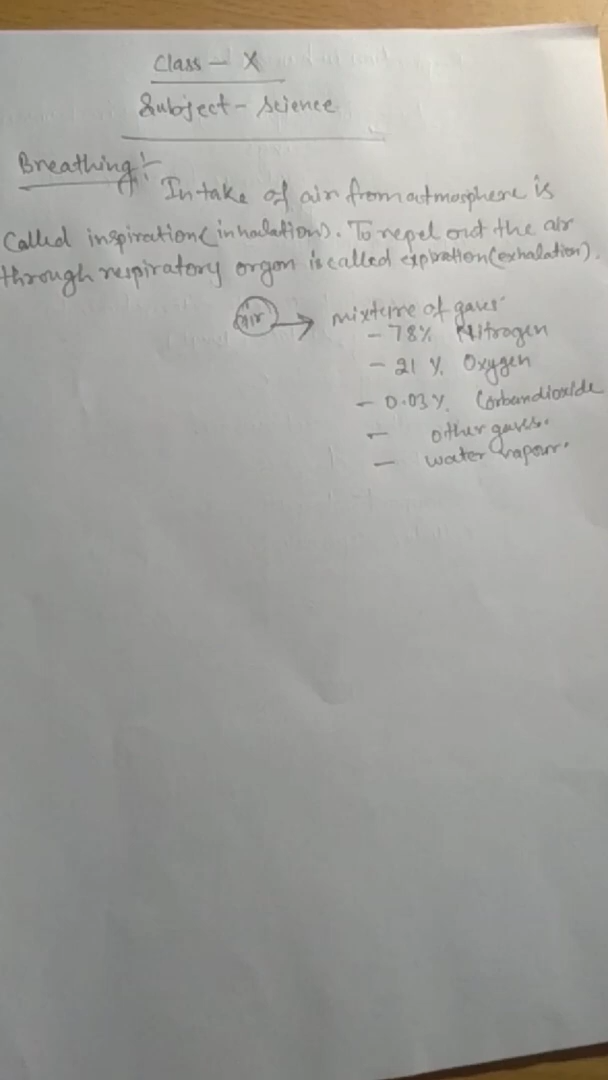 Class - X
Subject - Science
Breathing :-
Intake of air from atmosphere is
Called inspiration (inhalation). To repel out the air
through respiratory organ is called expiration (exhalation).
air → mixture of gases
- 78% Nitrogen
- 21 % Oxygen
- 0.03% Carbondioxide
- other gases.
- water vapour.